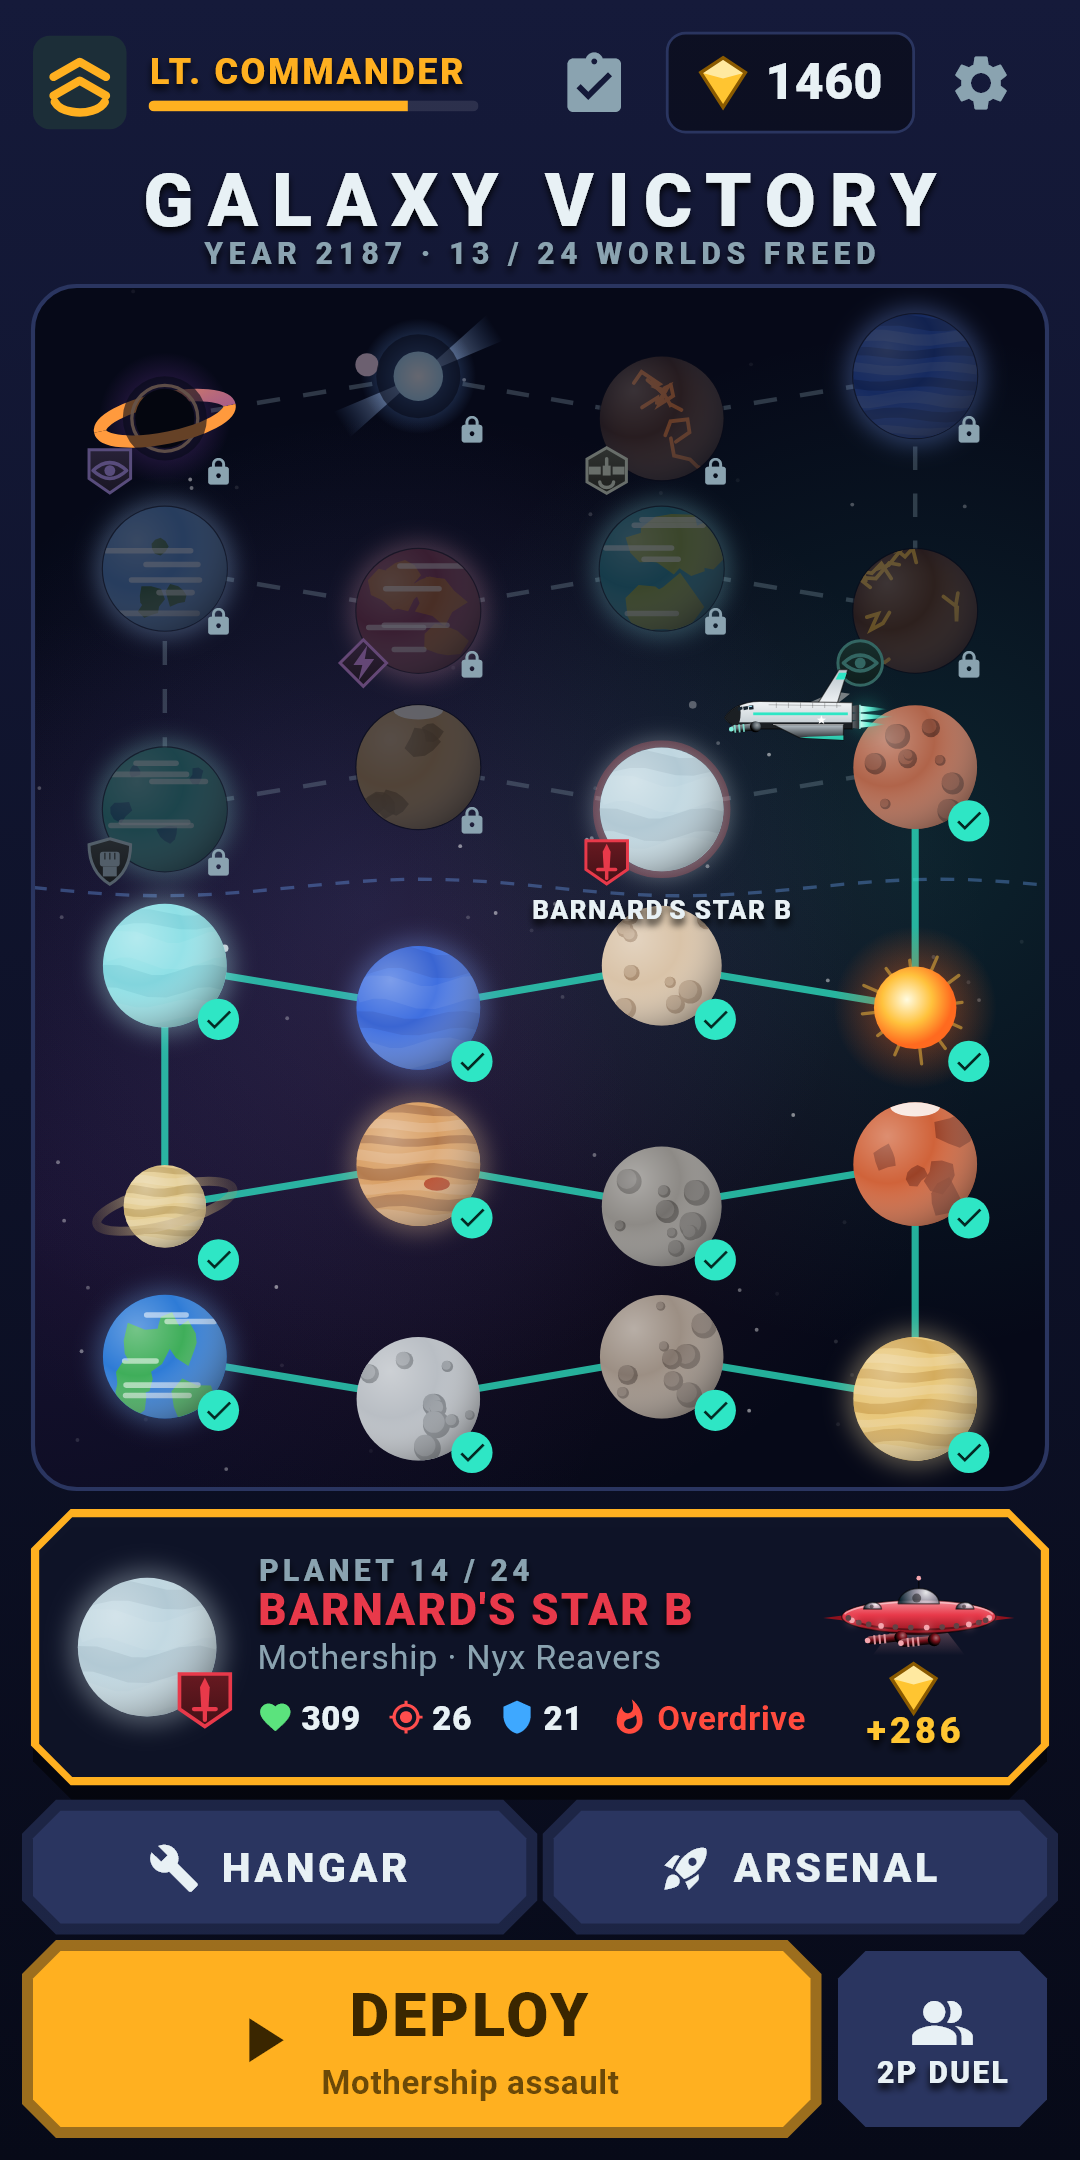 LT. COMMANDER
1460
GALAXY VICTORY
YEAR 2187 · 13 / 24 WORLDS FREED
BARNARD'S STAR B
PLANET 14 / 24
BARNARD'S STAR B
Mothership · Nyx Reavers
309 26 21 Overdrive
+286
HANGAR
ARSENAL
DEPLOY
Mothership assault
2P DUEL